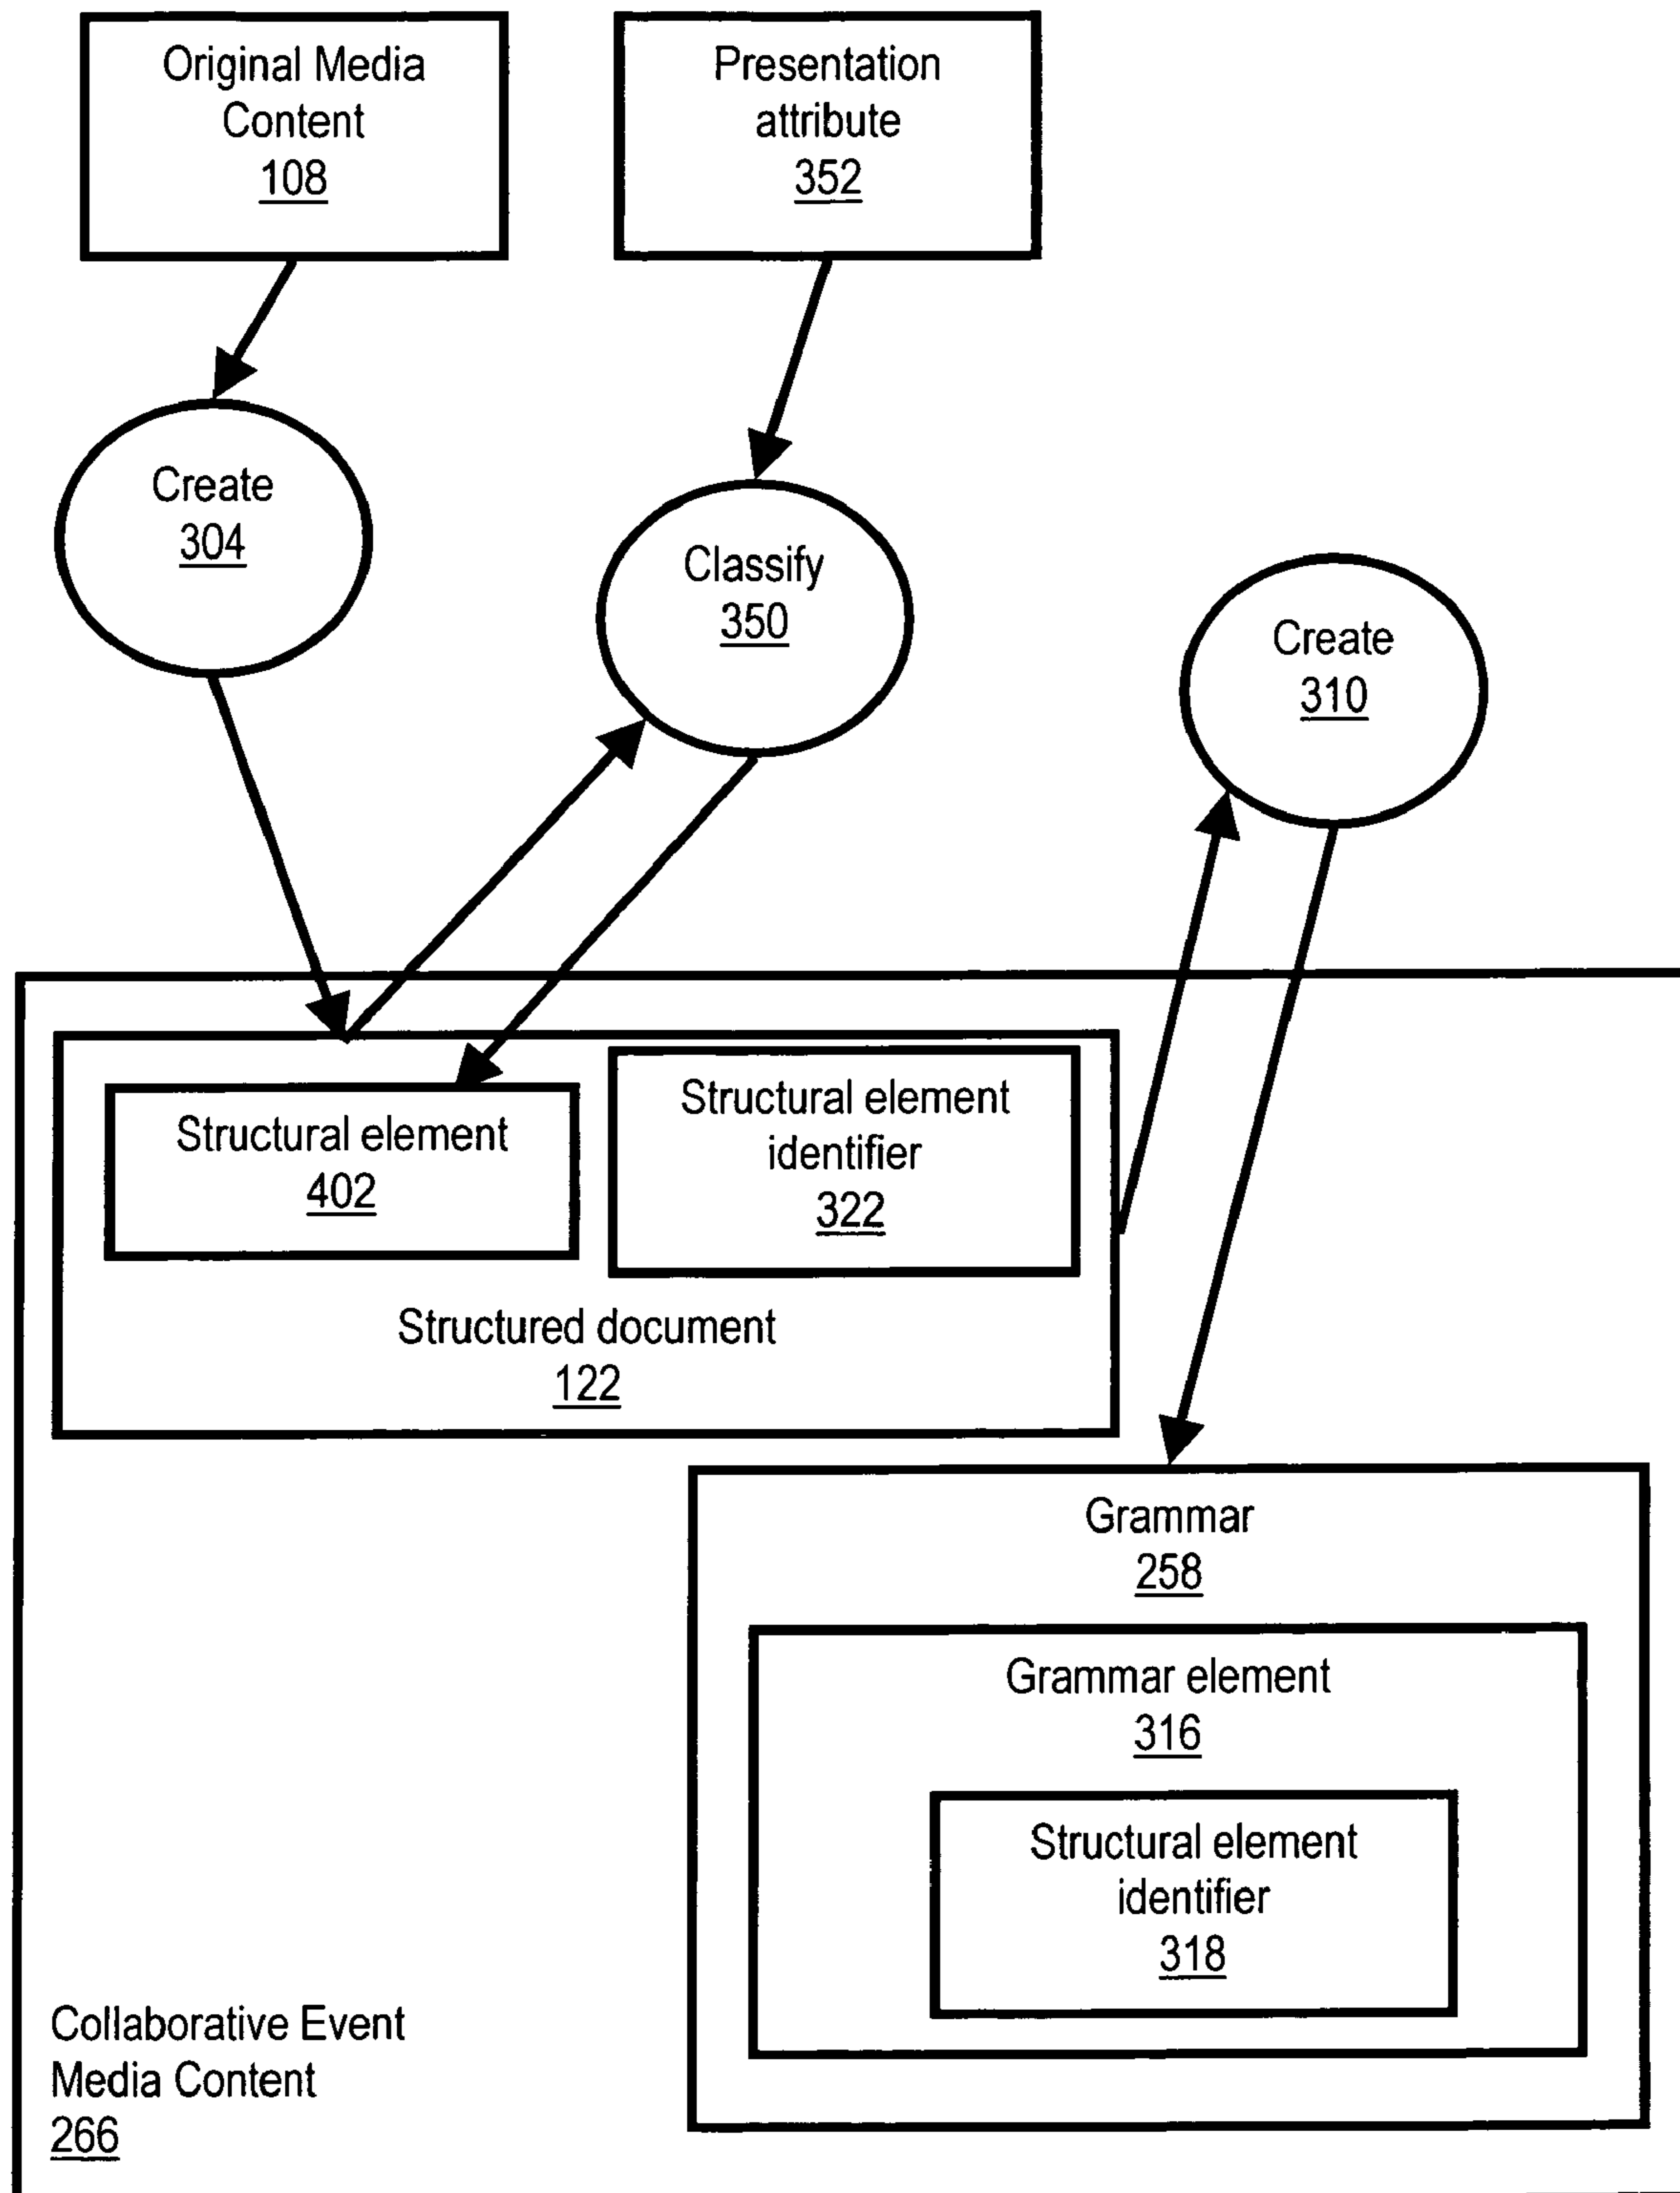 Original Media
Content
108
Presentation
attribute
352
Create
304
Classify
350
Create
310
Structural element
402
Structural element
identifier
322
Structured document
122
Grammar
258
Grammar element
316
Structural element
identifier
318
Collaborative Event
Media Content
266